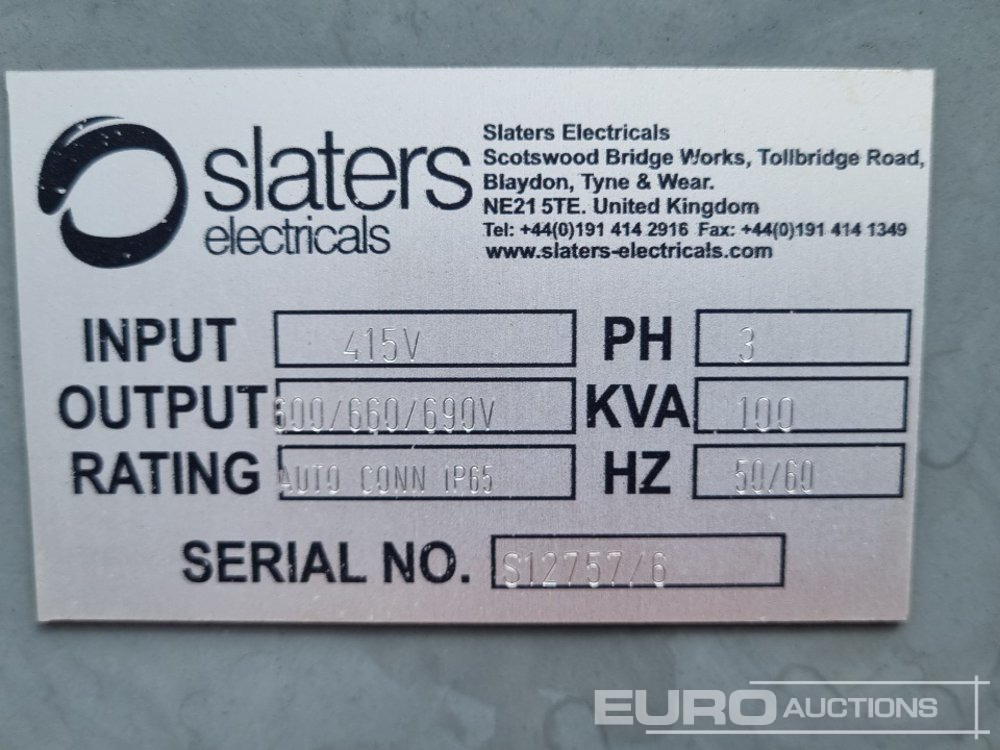 slaters
electricals
Slaters Electricals
Scotswood Bridge Works, Tollbridge Road,
Blaydon, Tyne & Wear.
NE21 5TE. United Kingdom
Tel: +44(0)191 414 2916 Fax: +44(0)191 414 1349
www.slaters-electricals.com
INPUT 415V PH 3
OUTPUT 600/660/690V KVA 100
RATING AUTO CONN IP65 HZ 50/60
SERIAL NO. S12757/6
EURO AUCTIONS